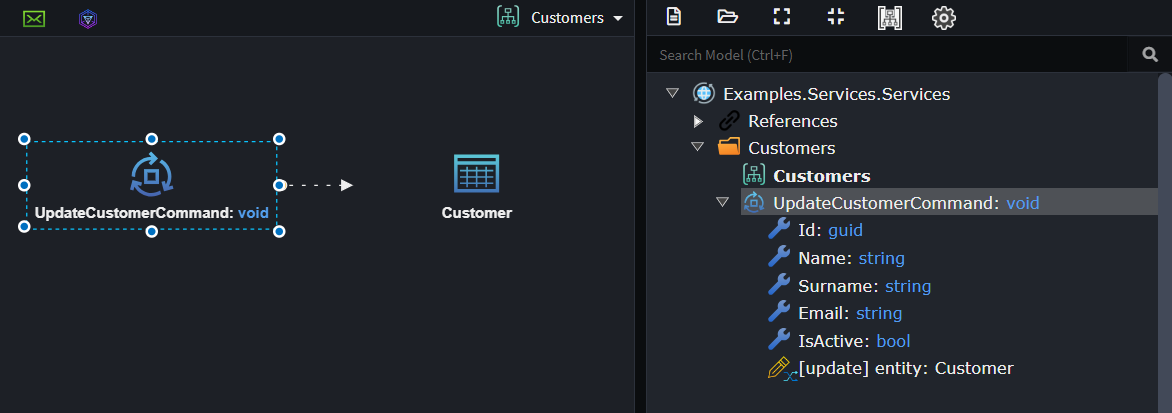 Customers
UpdateCustomerCommand: void
Customer
Search Model (Ctrl+F)
Examples.Services.Services
References
Customers
Customers
UpdateCustomerCommand: void
Id: guid
Name: string
Surname: string
Email: string
IsActive: bool
[update] entity: Customer